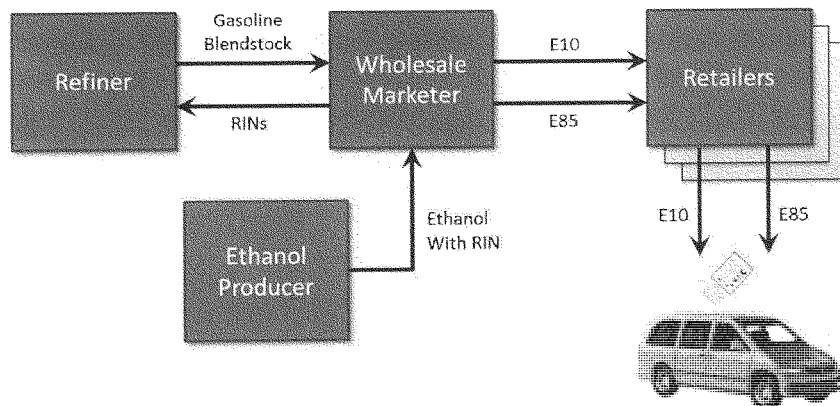 Gasoline
Blendstock
Refiner
RINs
Wholesale
Marketer
E10
E85
Retailers
Ethanol
Producer
Ethanol
With RIN
E10
E85